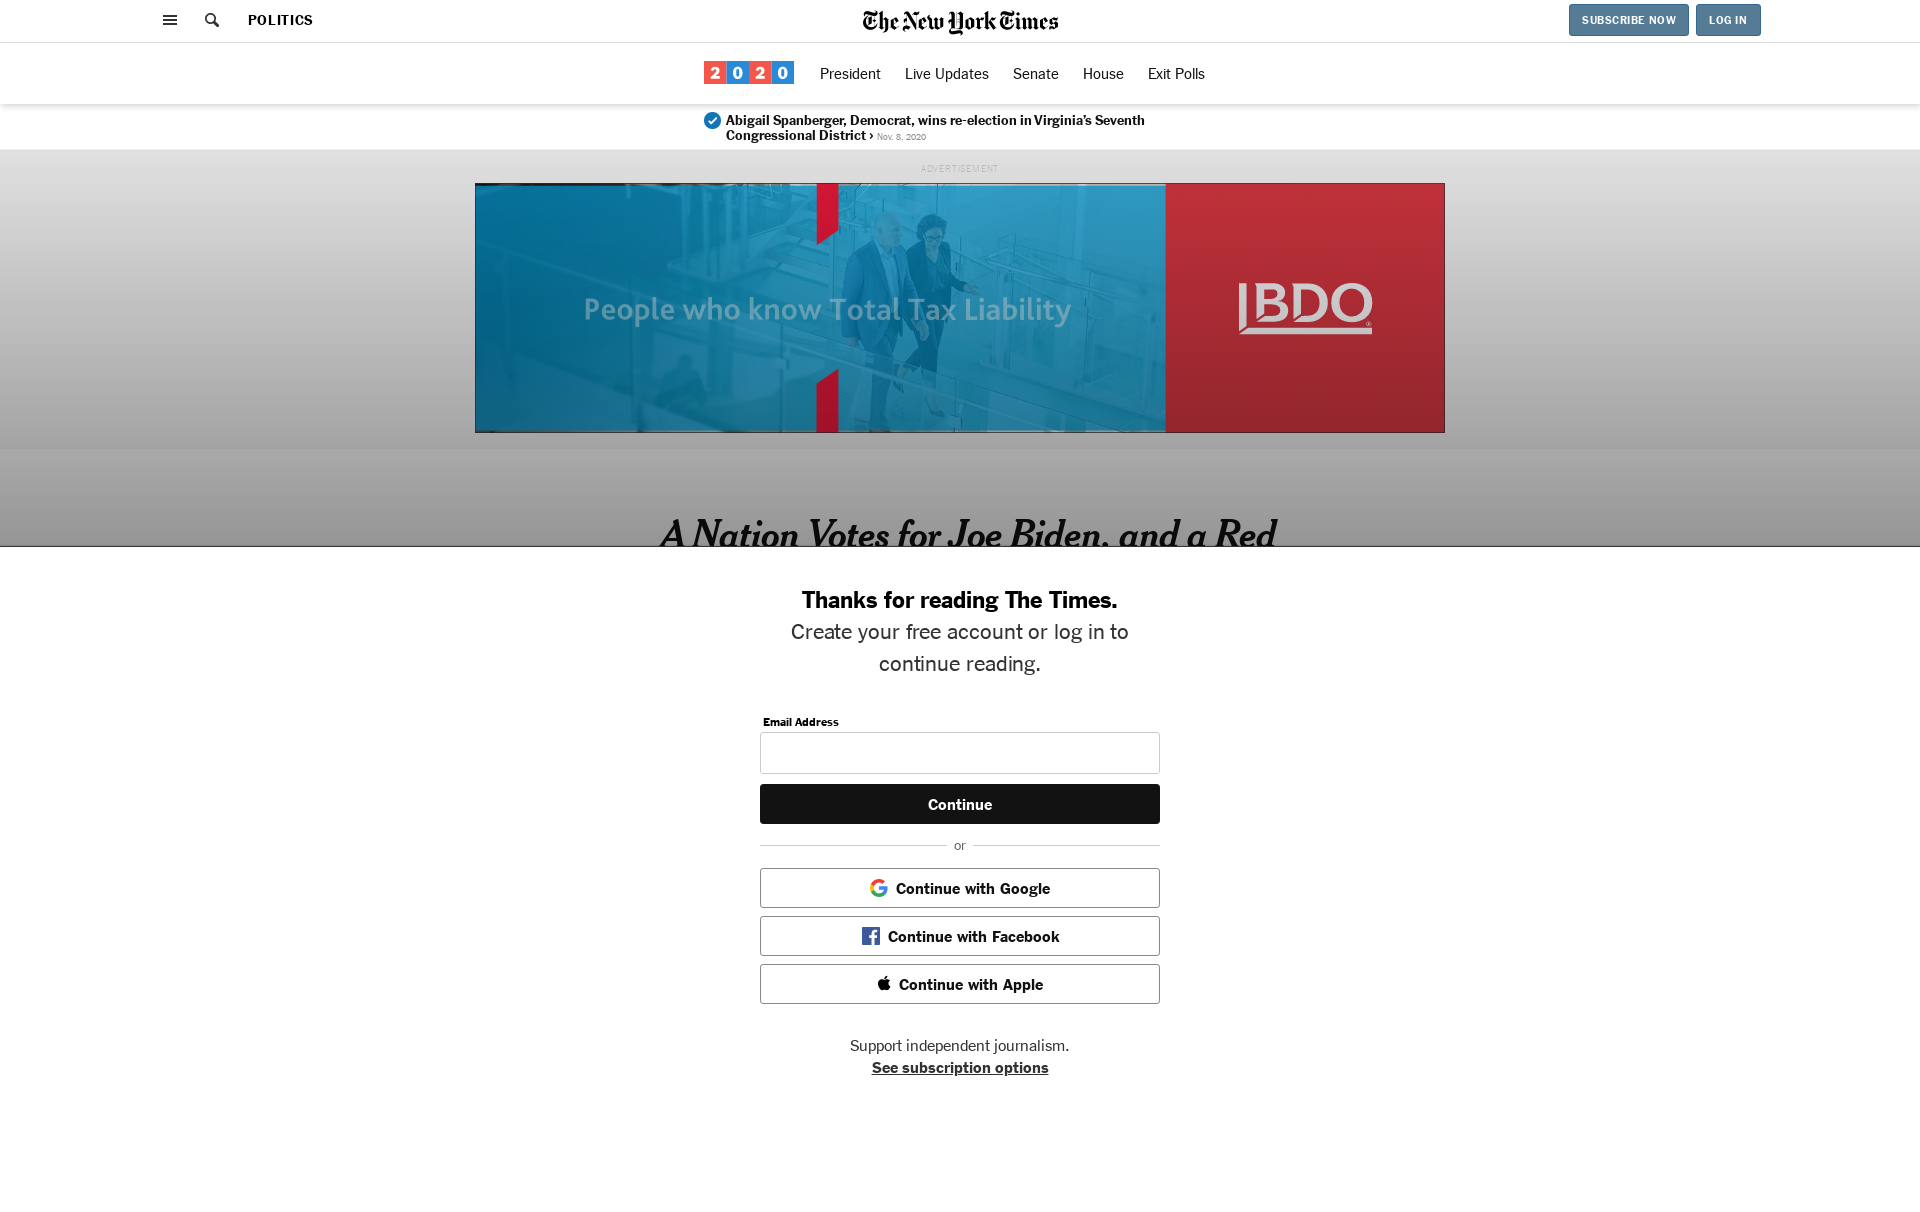 POLITICS
The New York Times
SUBSCRIBE NOW
LOG IN
2020
President
Live Updates
Senate
House
Exit Polls
Abigail Spanberger, Democrat, wins re-election in Virginia's Seventh
Congressional District › Nov. 8, 2020
ADVERTISEMENT
People who know Total Tax Liability
BDO
A Nation Votes for Joe Biden, and a Red
Thanks for reading The Times.
Create your free account or log in to
continue reading.
Email Address
Continue
or
Continue with Google
Continue with Facebook
Continue with Apple
Support independent journalism.
See subscription options